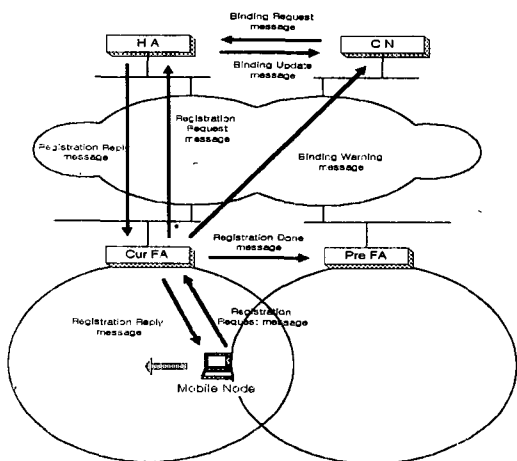 Binding Request
message
H A
C N
Binding Update
message
Registration
Request
message
Registration Reply
message
Binding Warning
message
Registration Done
message
Cur FA
Pre FA
Registration Reply
message
Registration
Request message
Mobile Node